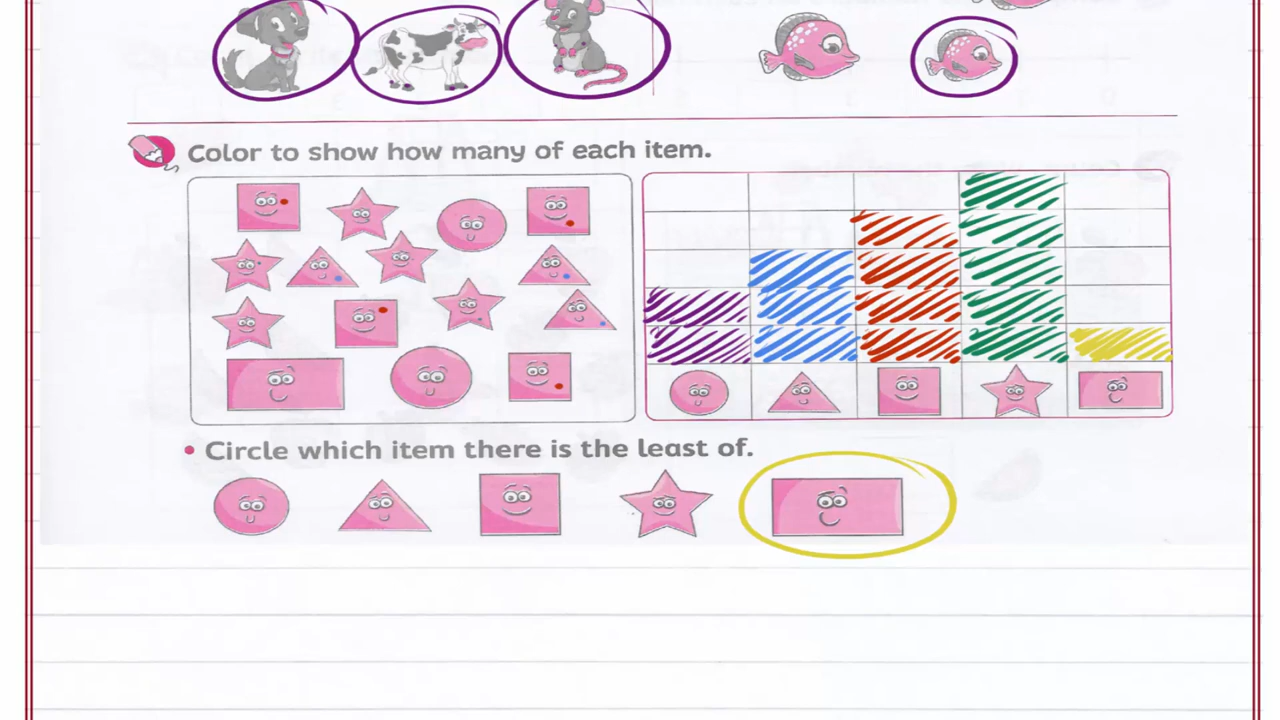 Color to show how many of each item.
• Circle which item there is the least of.